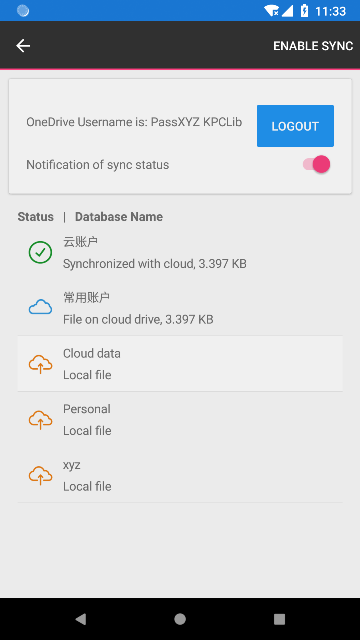 11:33
ENABLE SYNC
OneDrive Username is: PassXYZ KPCLib
LOGOUT
Notification of sync status
Status | Database Name
云账户
Synchronized with cloud, 3.397 KB
常用账户
File on cloud drive, 3.397 KB
Cloud data
Local file
Personal
Local file
xyz
Local file